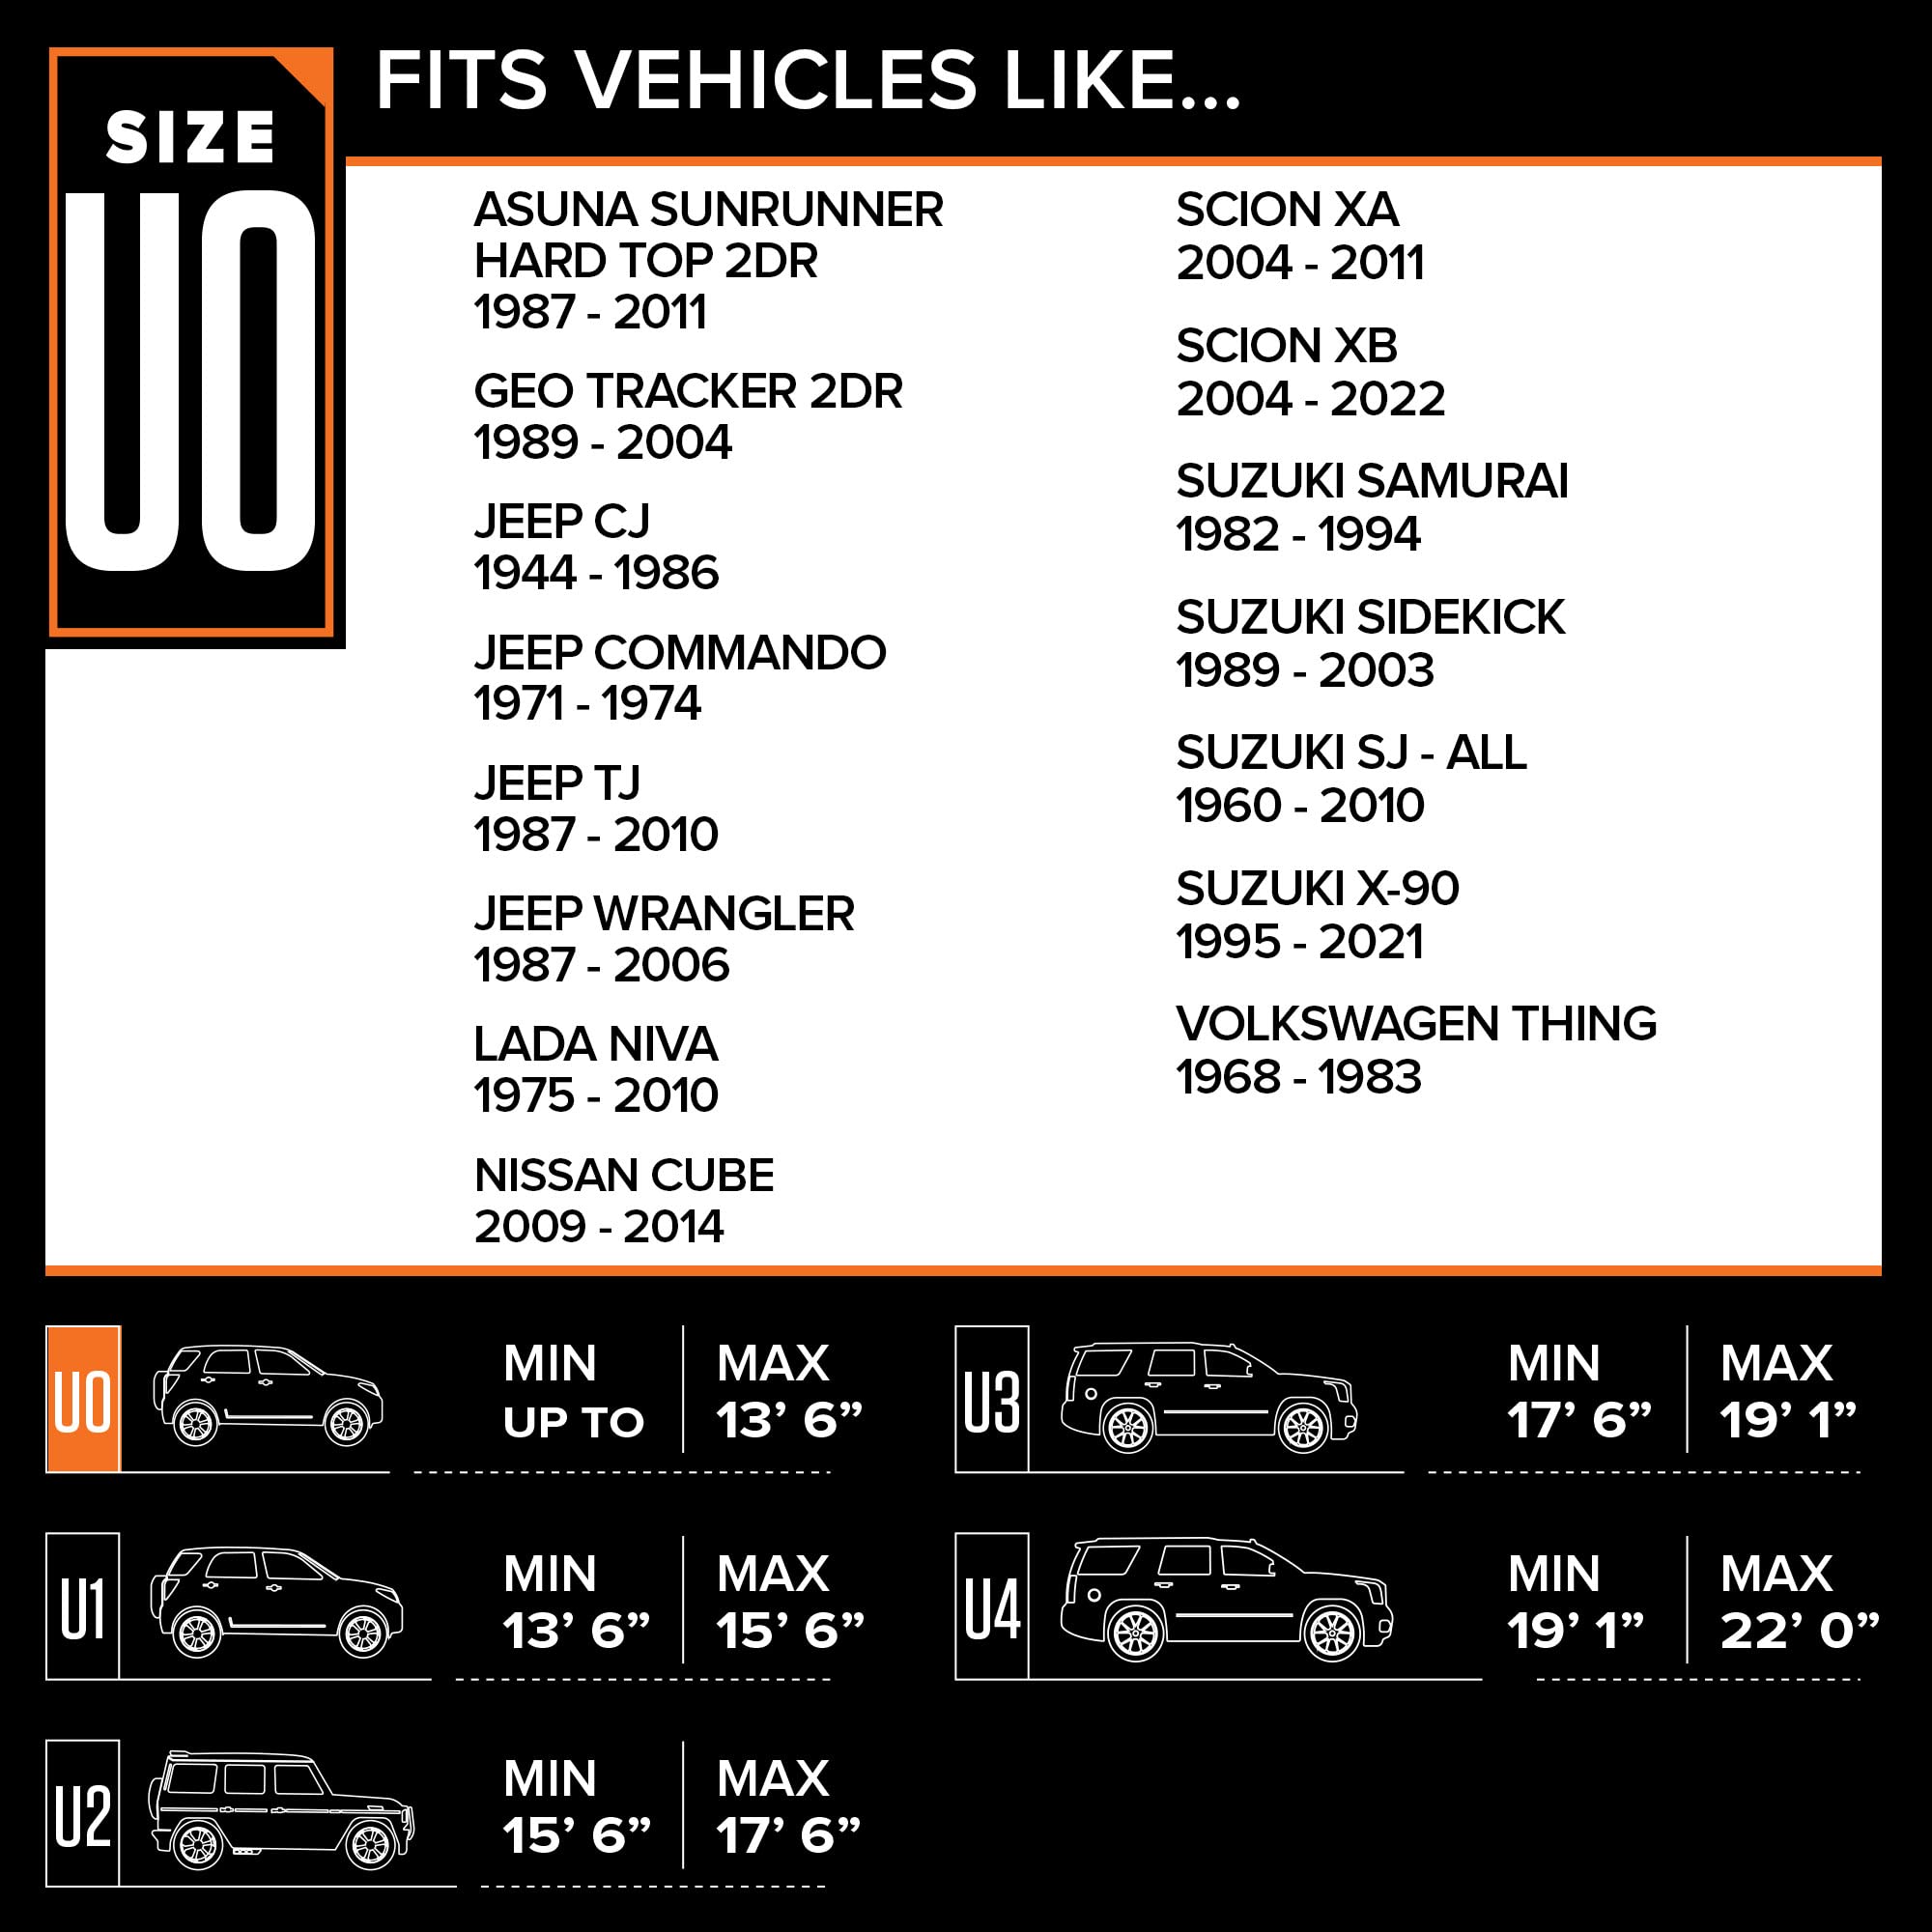 SIZE
U0
FITS VEHICLES LIKE...
ASUNA SUNRUNNER
HARD TOP 2DR
1987 - 2011
GEO TRACKER 2DR
1989 - 2004
JEEP CJ
1944 - 1986
JEEP COMMANDO
1971 - 1974
JEEP TJ
1987 - 2010
JEEP WRANGLER
1987 - 2006
LADA NIVA
1975 - 2010
NISSAN CUBE
2009 - 2014
SCION XA
2004 - 2011
SCION XB
2004 - 2022
SUZUKI SAMURAI
1982 - 1994
SUZUKI SIDEKICK
1989 - 2003
SUZUKI SJ - ALL
1960 - 2010
SUZUKI X-90
1995 - 2021
VOLKSWAGEN THING
1968 - 1983
U0
MIN
UP TO
MAX
13’ 6”
U1
MIN
13’ 6”
MAX
15’ 6”
U2
MIN
15’ 6”
MAX
17’ 6”
U3
MIN
17’ 6”
MAX
19’ 1”
U4
MIN
19’ 1”
MAX
22’ 0”